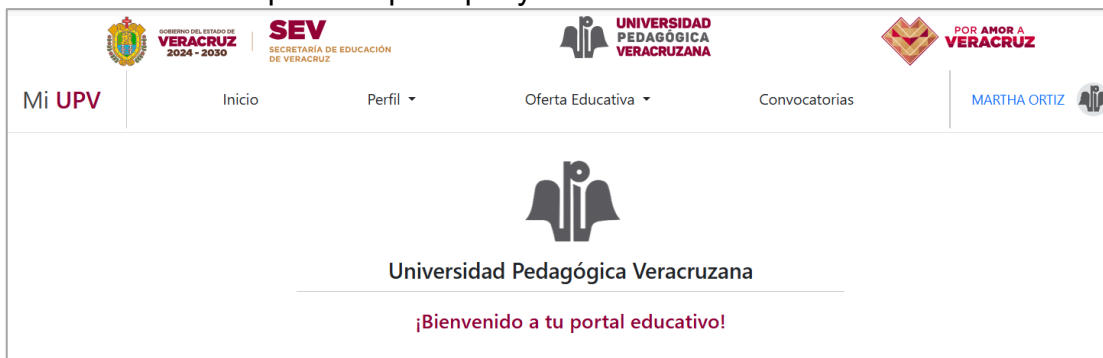 GOBIERNO DEL ESTADO DE
VERACRUZ
2024 - 2030
SEV
SECRETARÍA DE EDUCACIÓN
DE VERACRUZ
UNIVERSIDAD
PEDAGÓGICA
VERACRUZANA
POR AMOR A
VERACRUZ
Mi UPV
Inicio
Perfil
Oferta Educativa
Convocatorias
MARTHA ORTIZ
Universidad Pedagógica Veracruzana
¡Bienvenido a tu portal educativo!